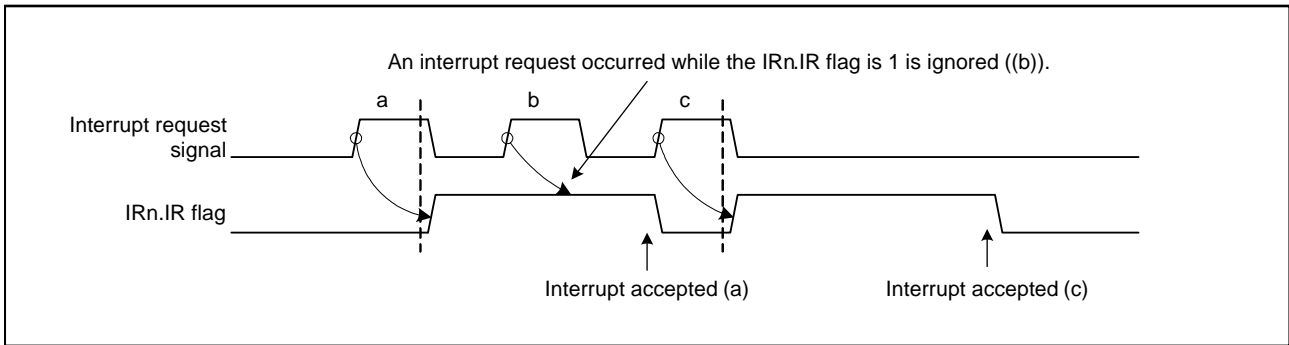 An interrupt request occurred while the IRn.IR flag is 1 is ignored ((b)).
a
b
c
Interrupt request
signal
IRn.IR flag
Interrupt accepted (a)
Interrupt accepted (c)